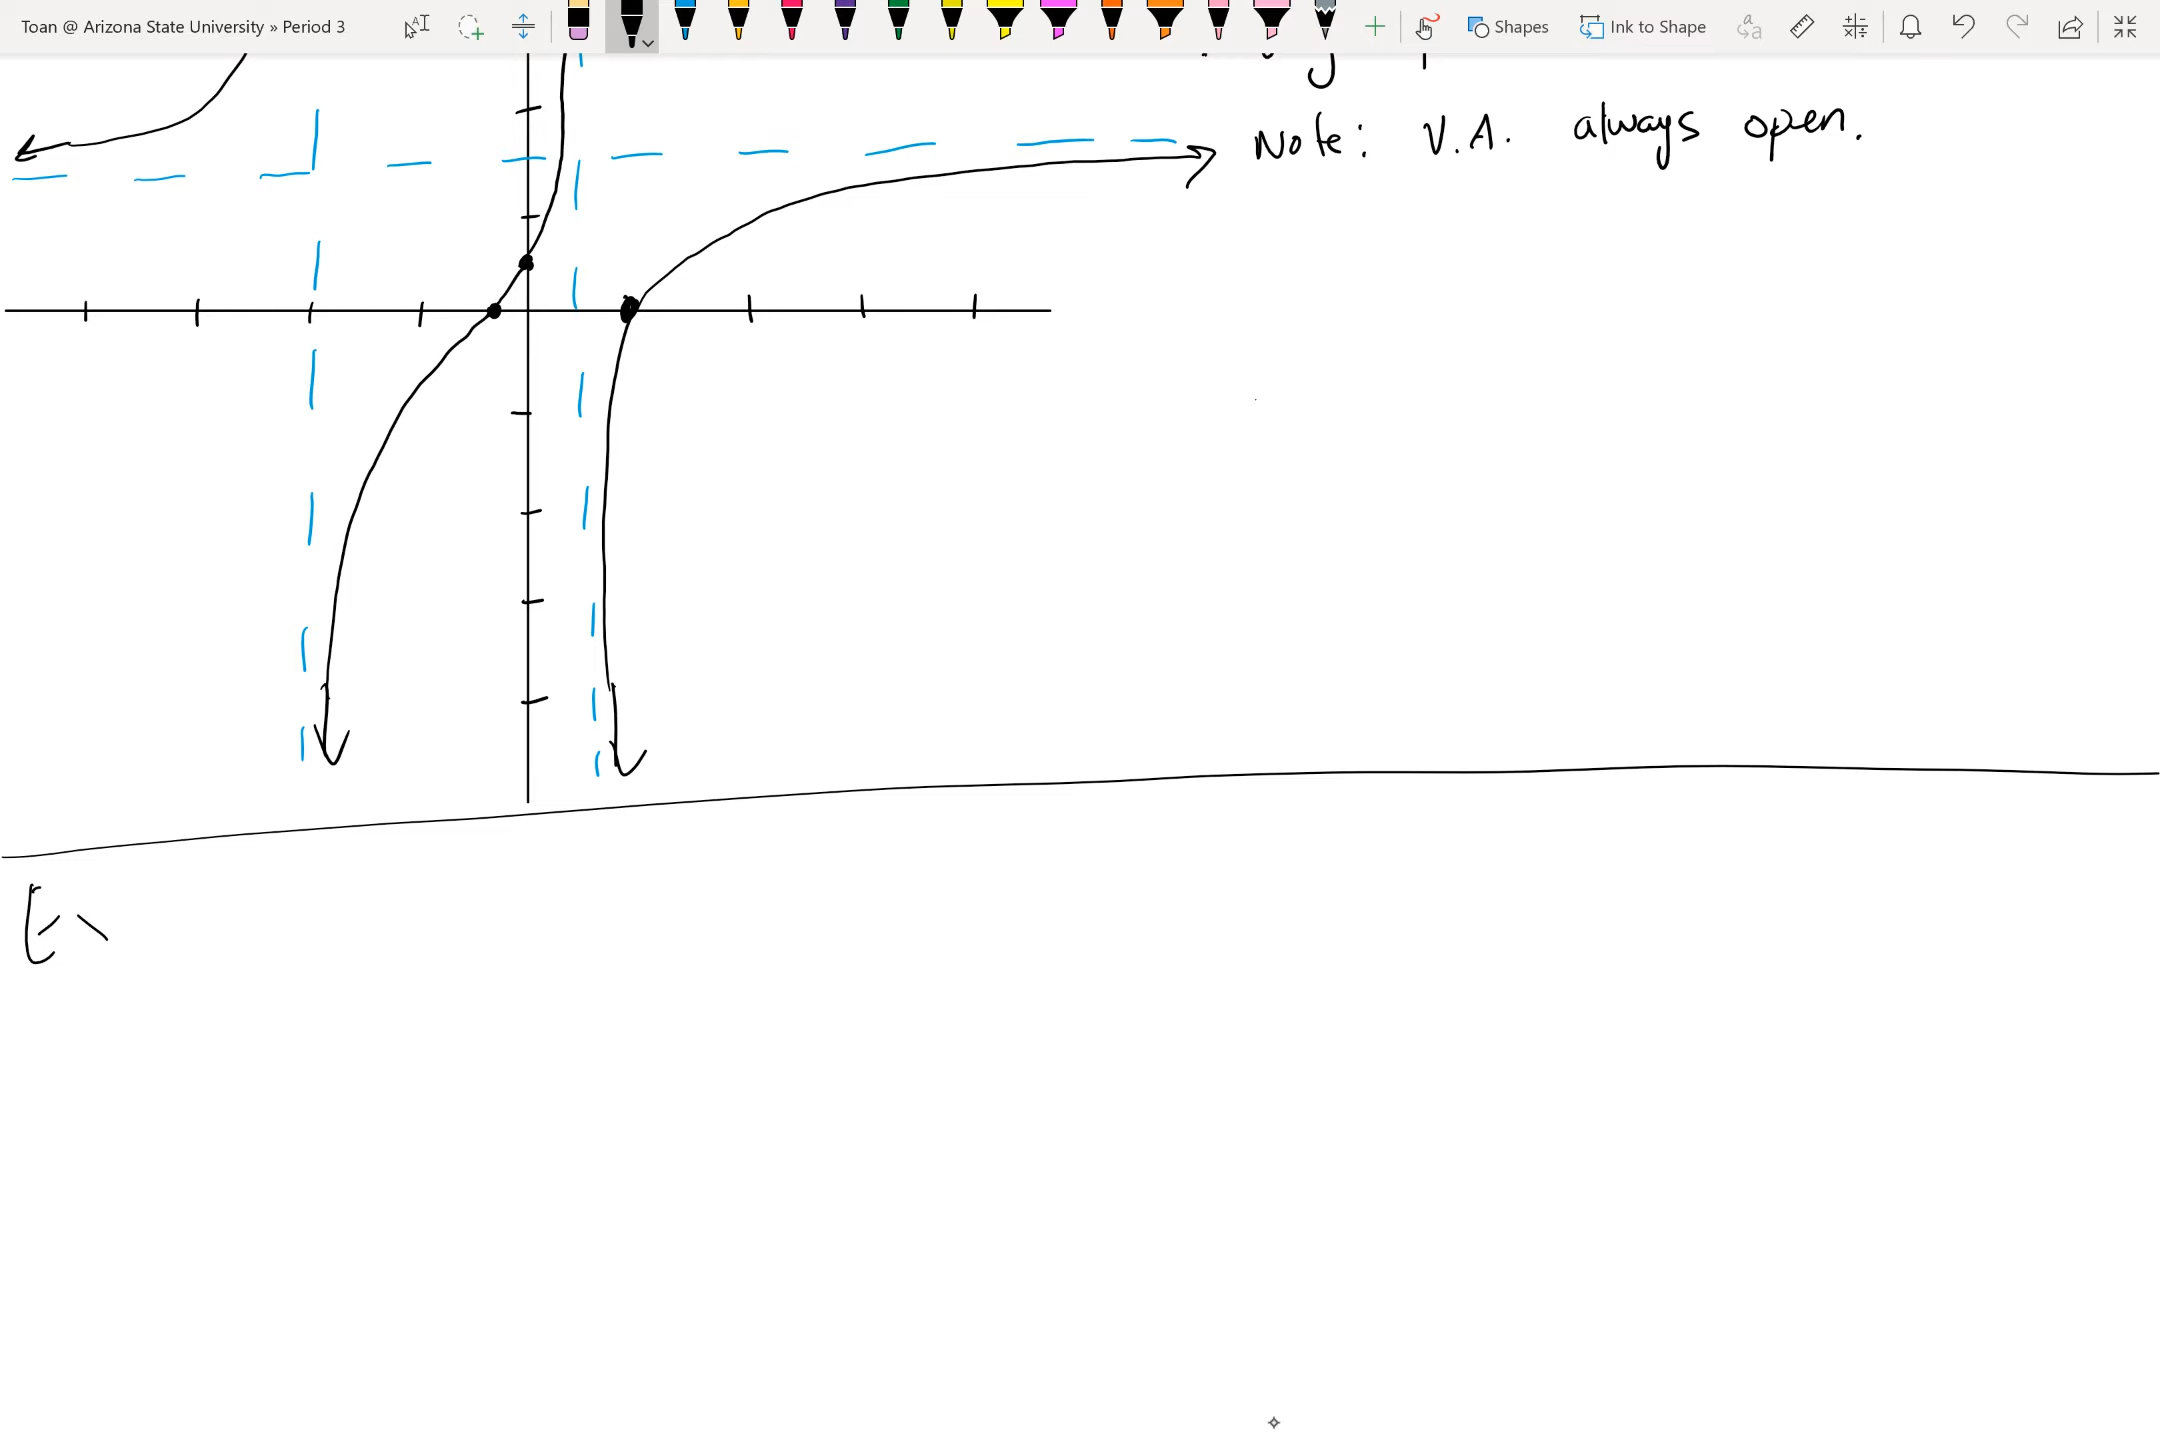 Toan @ Arizona State University » Period 3
Shapes
Ink to Shape
Note: V.A. always open.